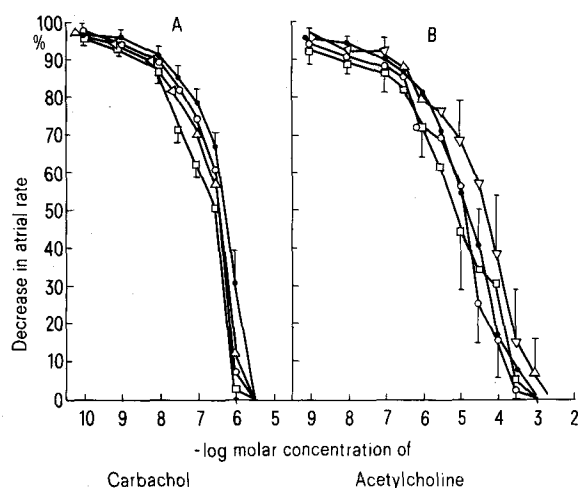 A
B
100
%
90
80
70
60
50
40
30
20
10
0
Decrease in atrial rate
10 9 8 7 6 5
9 8 7 6 5 4 3 2
-log molar concentration of
Carbachol
Acetylcholine